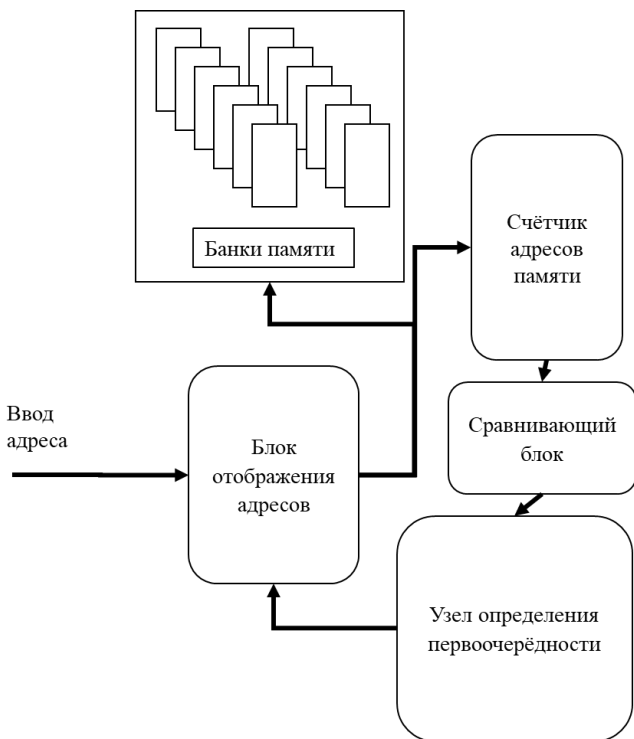 Банки памяти
Счётчик
адресов
памяти
Ввод
адреса
Блок
отображения
адресов
Сравнивающий
блок
Узел определения
первоочерёдности